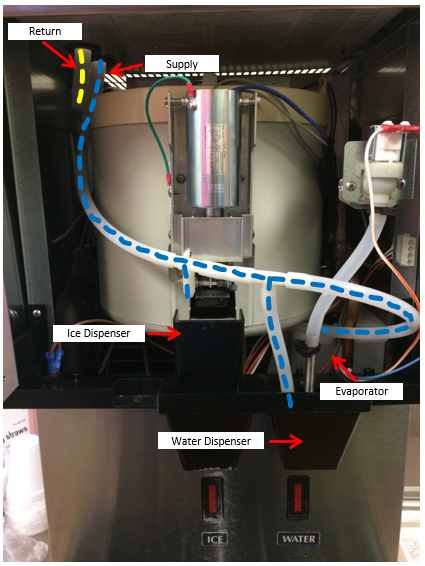 Return
Supply
Ice Dispenser
Evaporator
Water Dispenser
straws
ICE
WATER